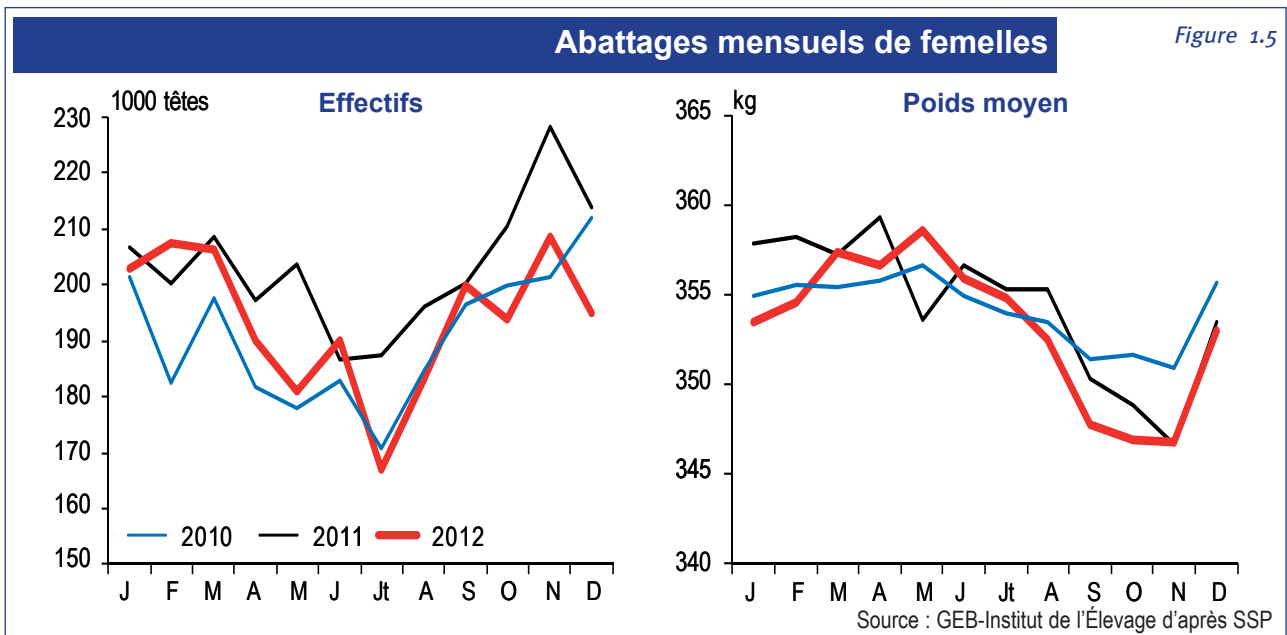 Abattages mensuels de femelles
Figure 1.5
1000 têtes
Effectifs
230
220
210
200
190
180
170
160
150
2010
2011
2012
J F M A M J Jt A S O N D
kg
Poids moyen
365
360
355
350
345
340
J F M A M J Jt A S O N D
Source : GEB-Institut de l'Élevage d'après SSP